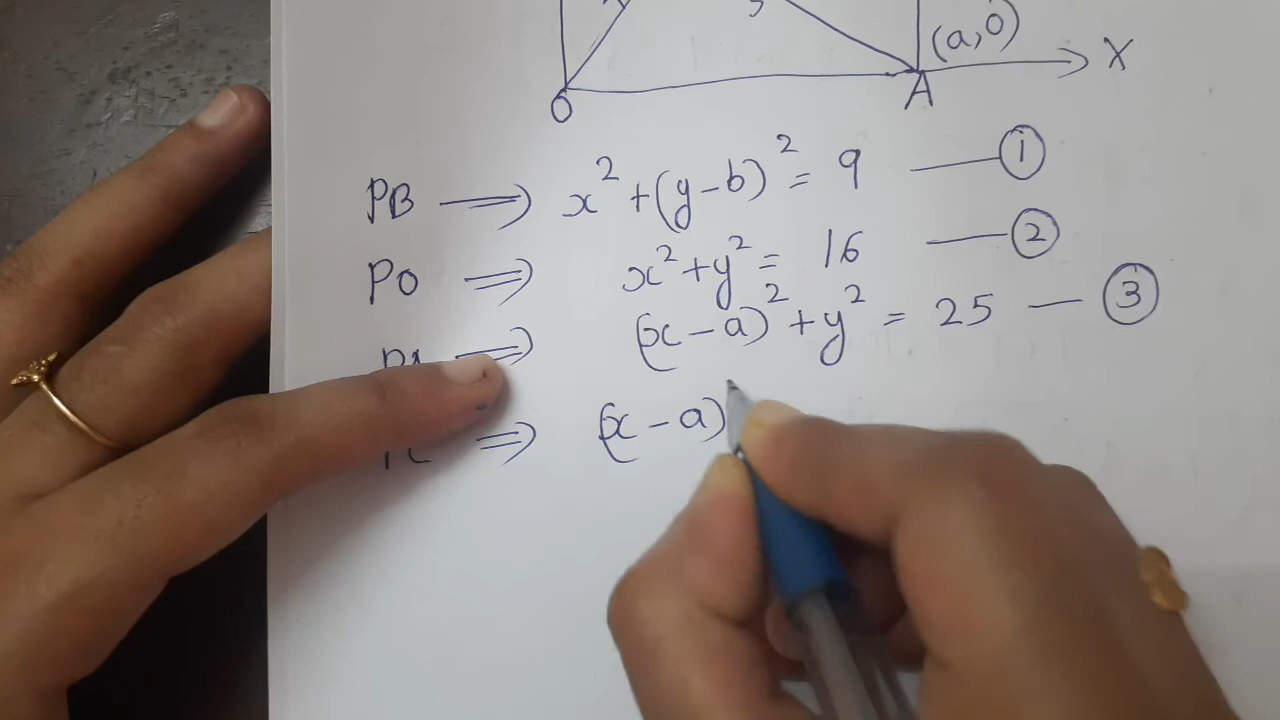 (a,0)
X
O
A
PB ⟹ x² + (y-b)² = 9 — ①
PO ⟹ x² + y² = 16 — ②
⟹ (x-a)² + y² = 25 — ③
⟹ (x-a)